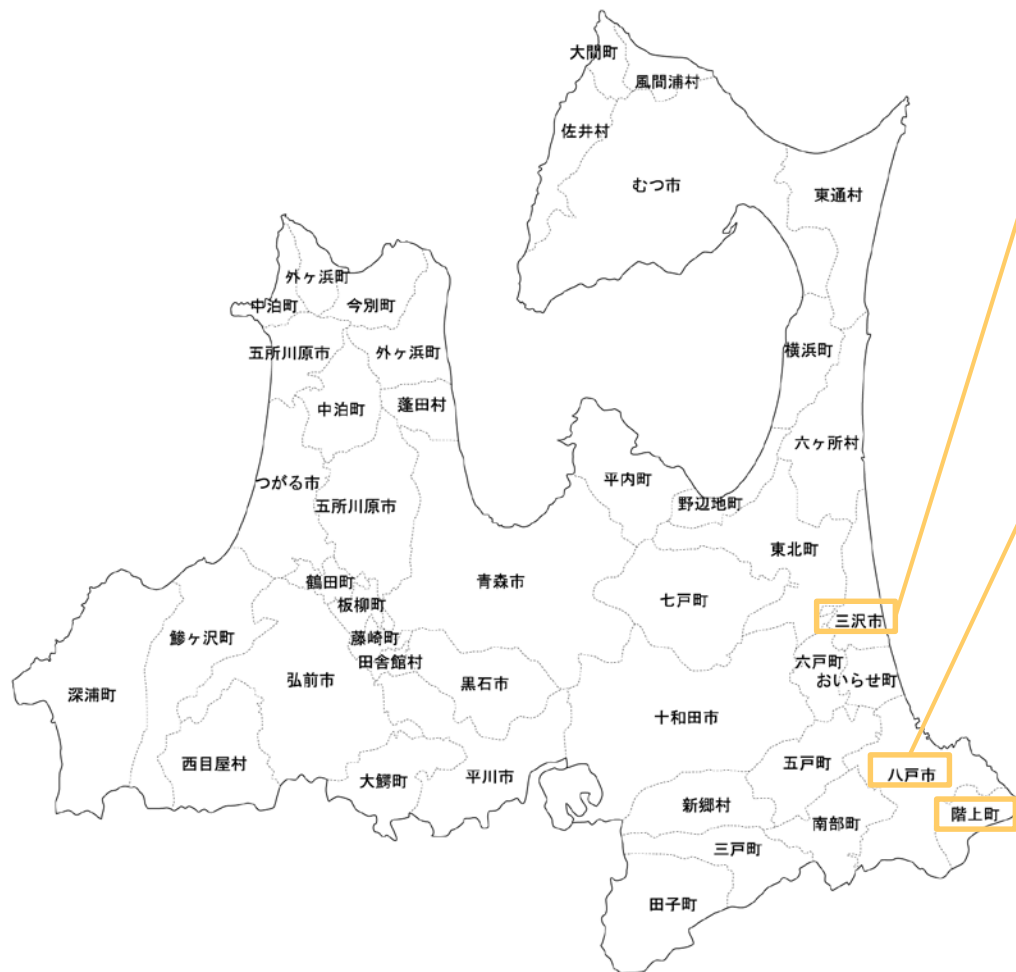 大間町
風間浦村
佐井村
むつ市
東通村
外ヶ浜町
中泊町
今別町
五所川原市
外ヶ浜町
横浜町
中泊町
蓬田村
六ヶ所村
つがる市
平内町
五所川原市
野辺地町
東北町
青森市
鶴田町
七戸町
板柳町
三沢市
鰺ヶ沢町
藤崎町
田舎館村
六戸町
おいらせ町
深浦町
弘前市
黒石市
十和田市
西目屋村
五戸町
八戸市
大鰐町
平川市
新郷村
南部町
階上町
三戸町
田子町